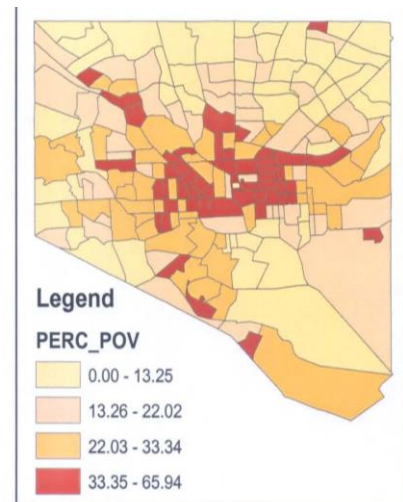 Legend
PERC_POV
0.00 - 13.25
13.26 - 22.02
22.03 - 33.34
33.35 - 65.94